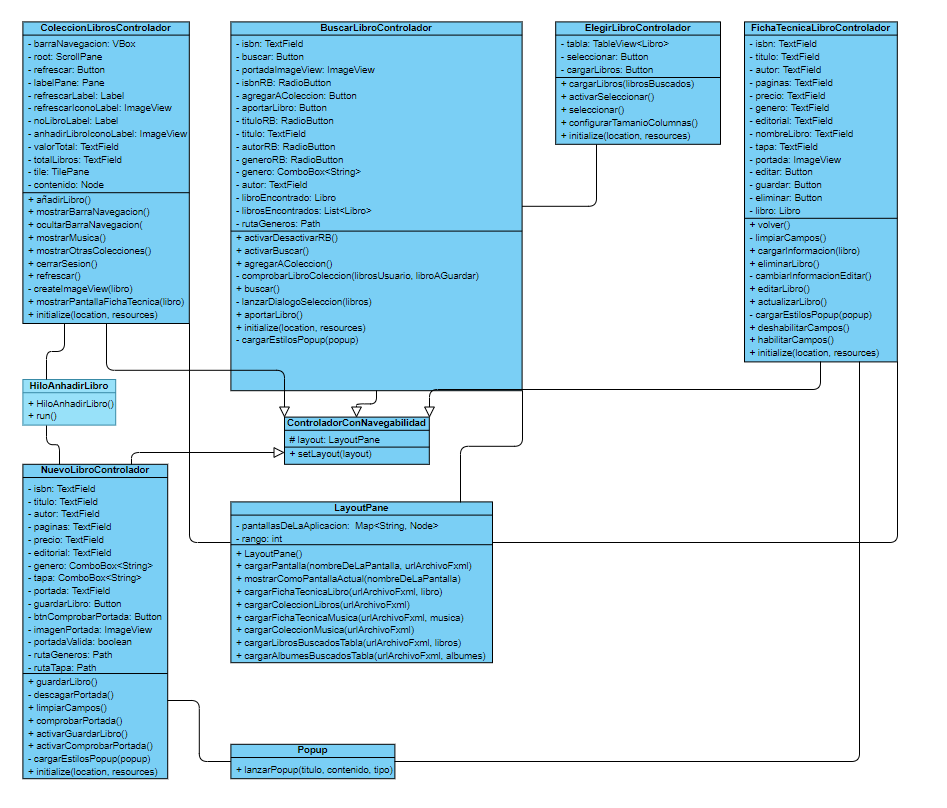 ColeccionLibrosControlador
- barraNavegacion: VBox
- root: ScrollPane
- refrescar: Button
- labelPane: Pane
- refrescarLabel: Label
- refrescarIconoLabel: ImageView
- noLibroLabel: Label
- anhadirLibroIconoLabel: ImageView
- valorTotal: TextField
- totalLibros: TextField
- tile: TilePane
- contenido: Node
+ añadirLibro()
+ mostrarBarraNavegacion()
+ ocultarBarraNavegacion(
+ mostrarMusica()
+ mostrarOtrasColecciones()
+ cerrarSesion()
+ refrescar()
- createImageView(libro)
+ mostrarPantallaFichaTecnica(libro)
+ initialize(location, resources)
BuscarLibroControlador
- isbn: TextField
- buscar: Button
- portadaImageView: ImageView
- isbnRB: RadioButton
- agregarAColeccion: Button
- aportarLibro: Button
- tituloRB: RadioButton
- titulo: TextField
- autorRB: RadioButton
- generoRB: RadioButton
- genero: ComboBox<String>
- autor: TextField
- libroEncontrado: Libro
- librosEncontrados: List<Libro>
- rutaGeneros: Path
+ activarDesactivarRB()
+ activarBuscar()
+ agregarAColeccion()
- comprobarLibroColeccion(librosUsuario, libroAGuardar)
+ buscar()
- lanzarDialogoSeleccion(libros)
+ aportarLibro()
+ initialize(location, resources)
- cargarEstilosPopup(popup)
ElegirLibroControlador
- tabla: TableView<Libro>
- seleccionar: Button
- cargarLibros: Button
+ cargarLibros(librosBuscados)
+ activarSeleccionar()
+ seleccionar()
+ configurarTamanioColumnas()
+ initialize(location, resources)
FichaTecnicaLibroControlador
- isbn: TextField
- titulo: TextField
- autor: TextField
- paginas: TextField
- precio: TextField
- genero: TextField
- editorial: TextField
- nombreLibro: TextField
- tapa: TextField
- portada: ImageView
- editar: Button
- guardar: Button
- eliminar: Button
- libro: Libro
+ volver()
- limpiarCampos()
+ cargarInformacion(libro)
+ eliminarLibro()
- cambiarInformacionEditar()
+ editarLibro()
+ actualizarLibro()
- cargarEstilosPopup(popup)
+ deshabilitarCampos()
+ habilitarCampos()
+ initialize(location, resources)
HiloAnhadirLibro
+ HiloAnhadirLibro()
+ run()
ControladorConNavegabilidad
# layout: LayoutPane
+ setLayout(layout)
NuevoLibroControlador
- isbn: TextField
- titulo: TextField
- autor: TextField
- paginas: TextField
- precio: TextField
- editorial: TextField
- genero: ComboBox<String>
- tapa: ComboBox<String>
- portada: TextField
- guardarLibro: Button
- btnComprobarPortada: Button
- imagenPortada: ImageView
- portadaValida: boolean
- rutaGeneros: Path
- rutaTapa: Path
+ guardarLibro()
- descagarPortada()
+ limpiarCampos()
+ comprobarPortada()
+ activarGuardarLibro()
+ activarComprobarPortada()
- cargarEstilosPopup(popup)
+ initialize(location, resources)
LayoutPane
- pantallasDeLaAplicacion: Map<String, Node>
- rango: int
+ LayoutPane()
+ cargarPantalla(nombreDeLaPantalla, urlArchivoFxml)
+ mostrarComoPantallaActual(nombreDeLaPantalla)
+ cargarFichaTecnicaLibro(urlArchivoFxml, libro)
+ cargarColeccionLibros(urlArchivoFxml)
+ cargarFichaTecnicaMusica(urlArchivoFxml, musica)
+ cargarColeccionMusica(urlArchivoFxml)
+ cargarLibrosBuscadosTabla(urlArchivoFxml, libros)
+ cargarAlbumesBuscadosTabla(urlArchivoFxml, albumes)
Popup
+ lanzarPopup(titulo, contenido, tipo)